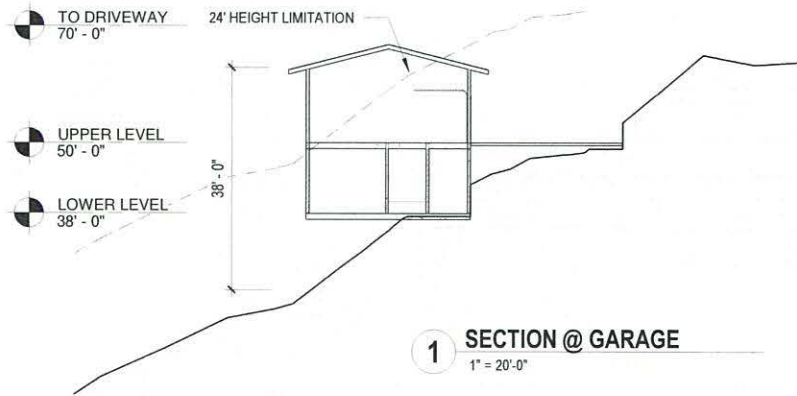 TO DRIVEWAY
70' - 0"
24' HEIGHT LIMITATION
UPPER LEVEL
50' - 0"
38' - 0"
LOWER LEVEL
38' - 0"
1
SECTION @ GARAGE
1" = 20'-0"